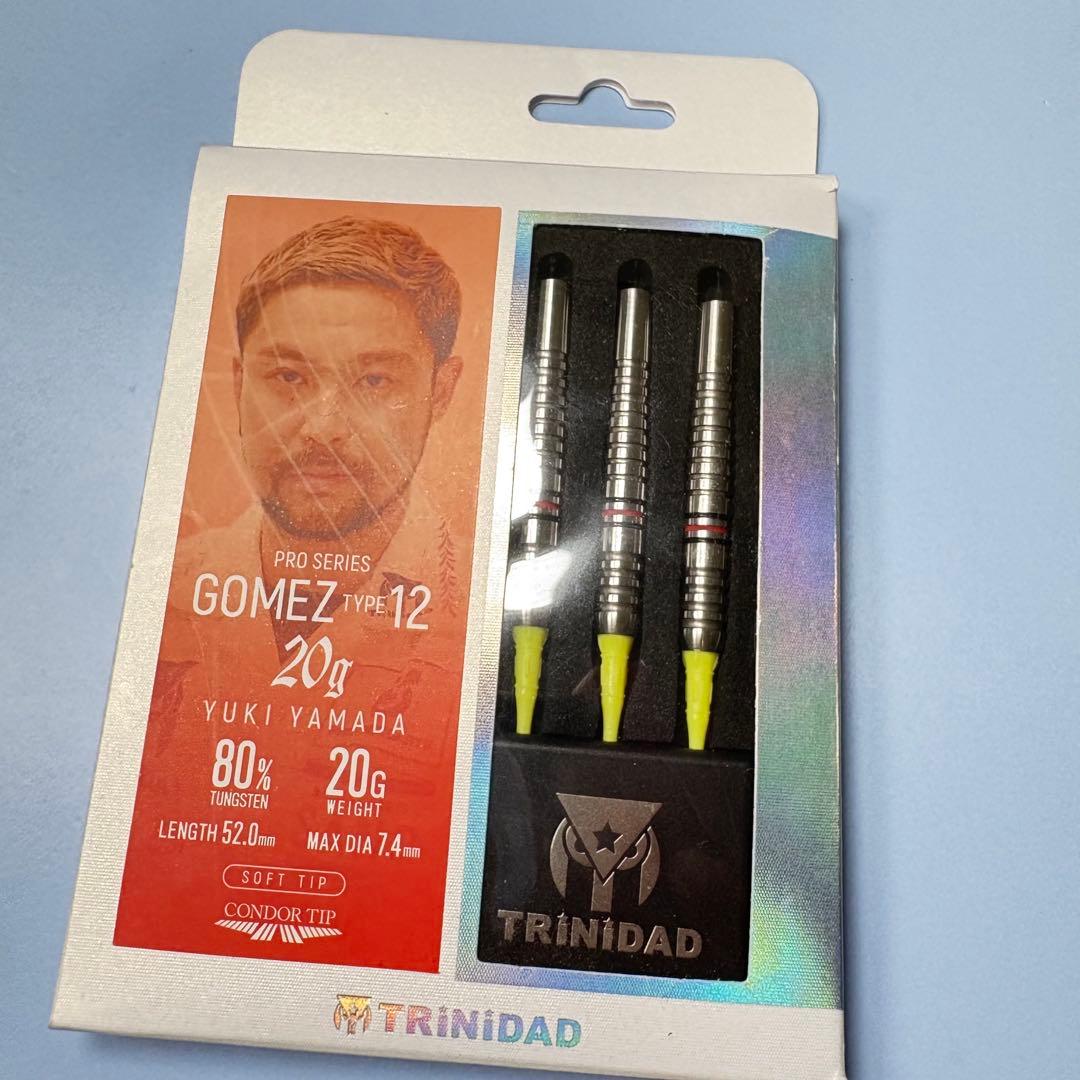 PRO SERIES
GOMEZ TYPE 12
20g
YUKI YAMADA
80% 20G
TUNGSTEN WEIGHT
LENGTH 52.0mm MAX DIA 7.4mm
SOFT TIP
CONDOR TIP
TRiNiDAD
TRiNiDAD